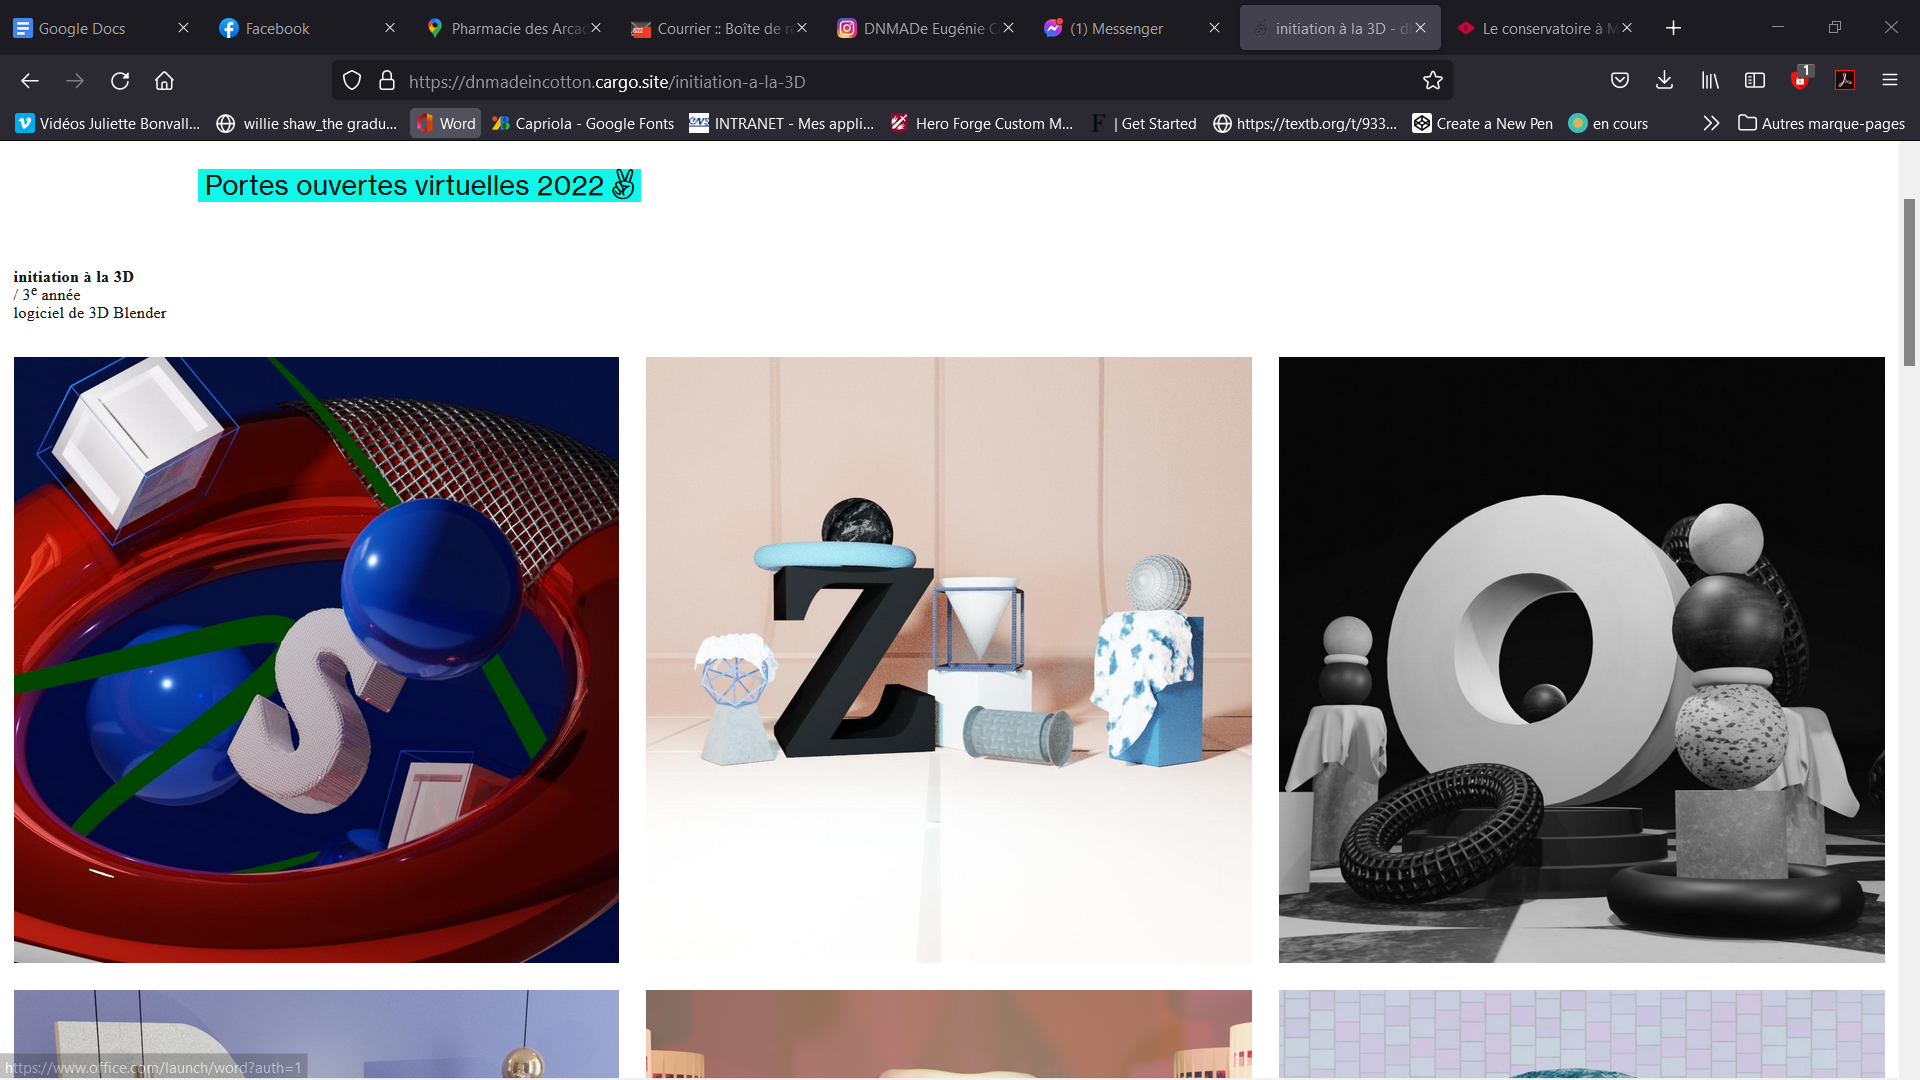 Google Docs
Facebook
Pharmacie des Arcad
Courrier :: Boîte de r
DNMADe Eugénie C
(1) Messenger
initiation à la 3D - d
Le conservatoire à M
https://dnmadeincotton.cargo.site/initiation-a-la-3D
1
Vidéos Juliette Bonvall...
willie shaw_the gradu...
Word
Capriola - Google Fonts
INTRANET - Mes appli...
Hero Forge Custom M...
F | Get Started
https://textb.org/t/933...
Create a New Pen
en cours
Autres marque-pages
Portes ouvertes virtuelles 2022 ✌
initiation à la 3D
/ 3e année
logiciel de 3D Blender
S
Z
O
https://www.office.com/launch/word?auth=1